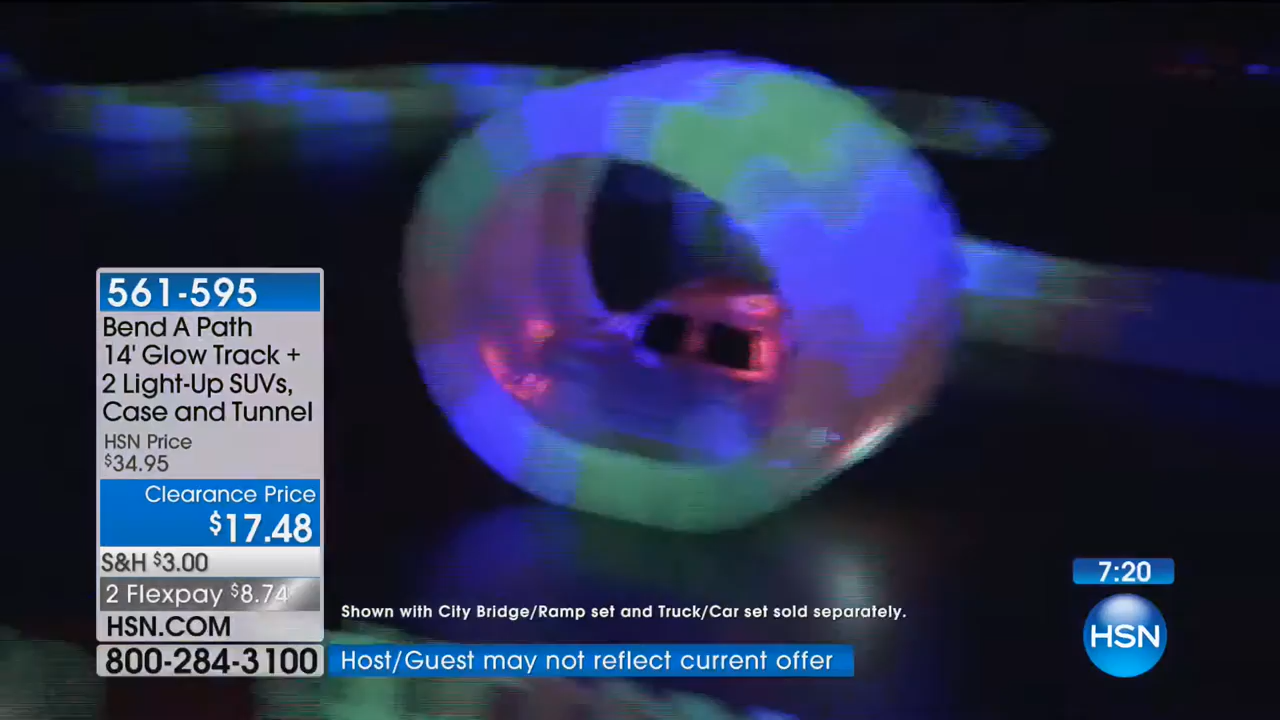 561-595
Bend A Path
14' Glow Track +
2 Light-Up SUVs,
Case and Tunnel
HSN Price
$34.95
Clearance Price
$17.48
S&H $3.00
2 Flexpay $8.74
HSN.COM
800-284-3100
Shown with City Bridge/Ramp set and Truck/Car set sold separately.
Host/Guest may not reflect current offer
7:20
HSN